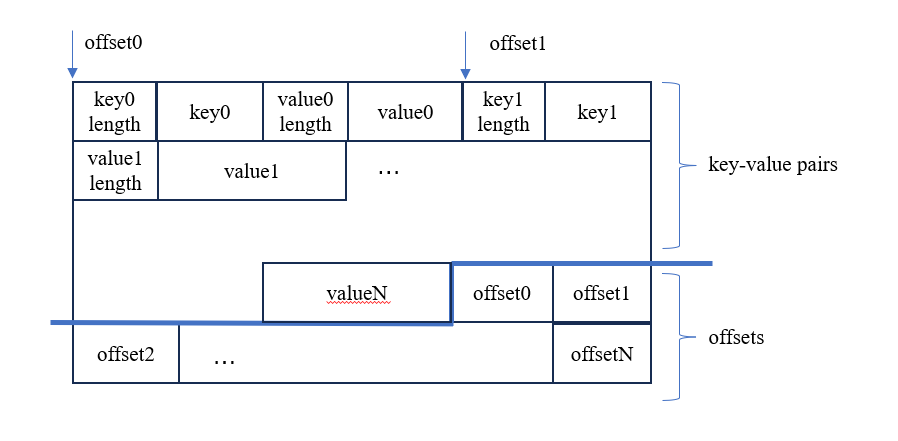 offset0
offset1
key0
length
key0
value0
length
value0
key1
length
key1
value1
length
value1
...
key-value pairs
valueN
offset0
offset1
offset2
...
offsetN
offsets